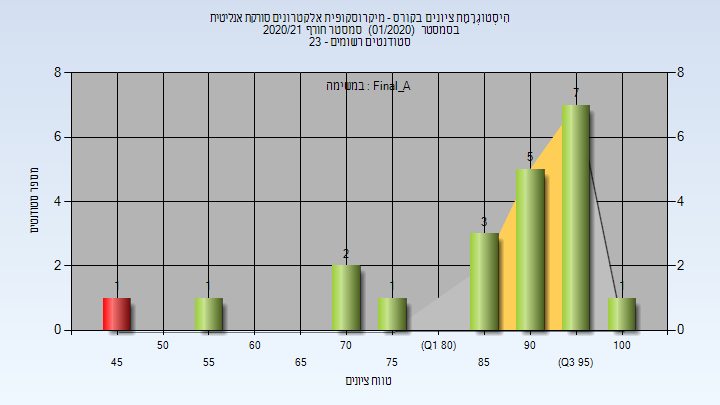 הִיסְטוֹגְרָמַת ציונים בקורס - מיקרוסקופית אלקטרונים סורקת אנליטית
בסמסטר (01/2020) סמסטר חורף 2020/21
סטודנטים רשומים - 23
במשימה : Final_A
מספר סטודנטים
8 8
6 6
4 4
2 2
0 0
1 1 2 1 3 5 7 1
50 60 70 (Q1 80) 90 100
45 55 65 75 85 (Q3 95)
טווח ציונים